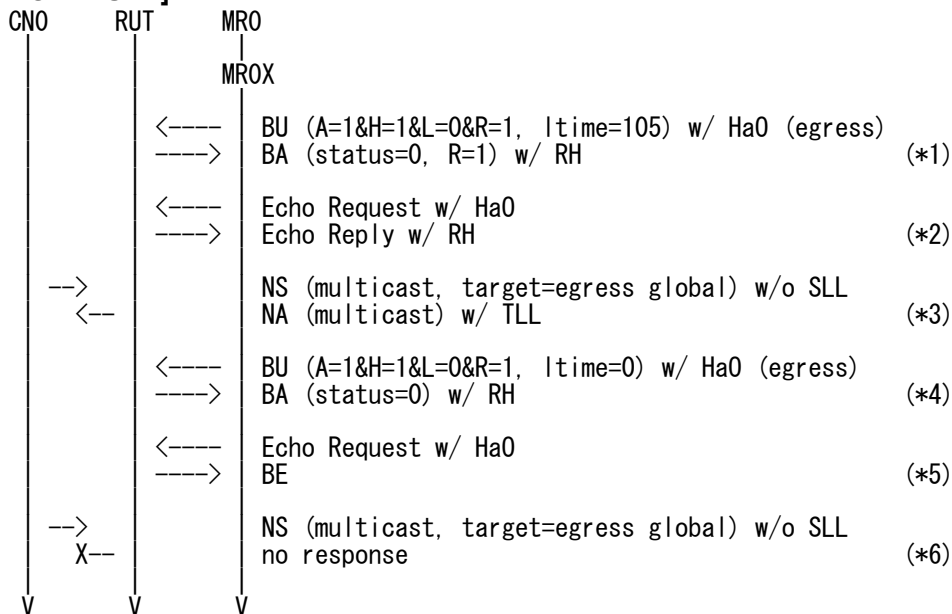 CNO RUT MRO
MROX
<---- BU (A=1&H=1&L=0&R=1, ltime=105) w/ HaO (egress)
----> BA (status=0, R=1) w/ RH (*1)
<---- Echo Request w/ HaO
----> Echo Reply w/ RH (*2)
--> NS (multicast, target=egress global) w/o SLL
<-- NA (multicast) w/ TLL (*3)
<---- BU (A=1&H=1&L=0&R=1, ltime=0) w/ HaO (egress)
----> BA (status=0) w/ RH (*4)
<---- Echo Request w/ HaO
----> BE (*5)
--> NS (multicast, target=egress global) w/o SLL
X-- no response (*6)
V V V